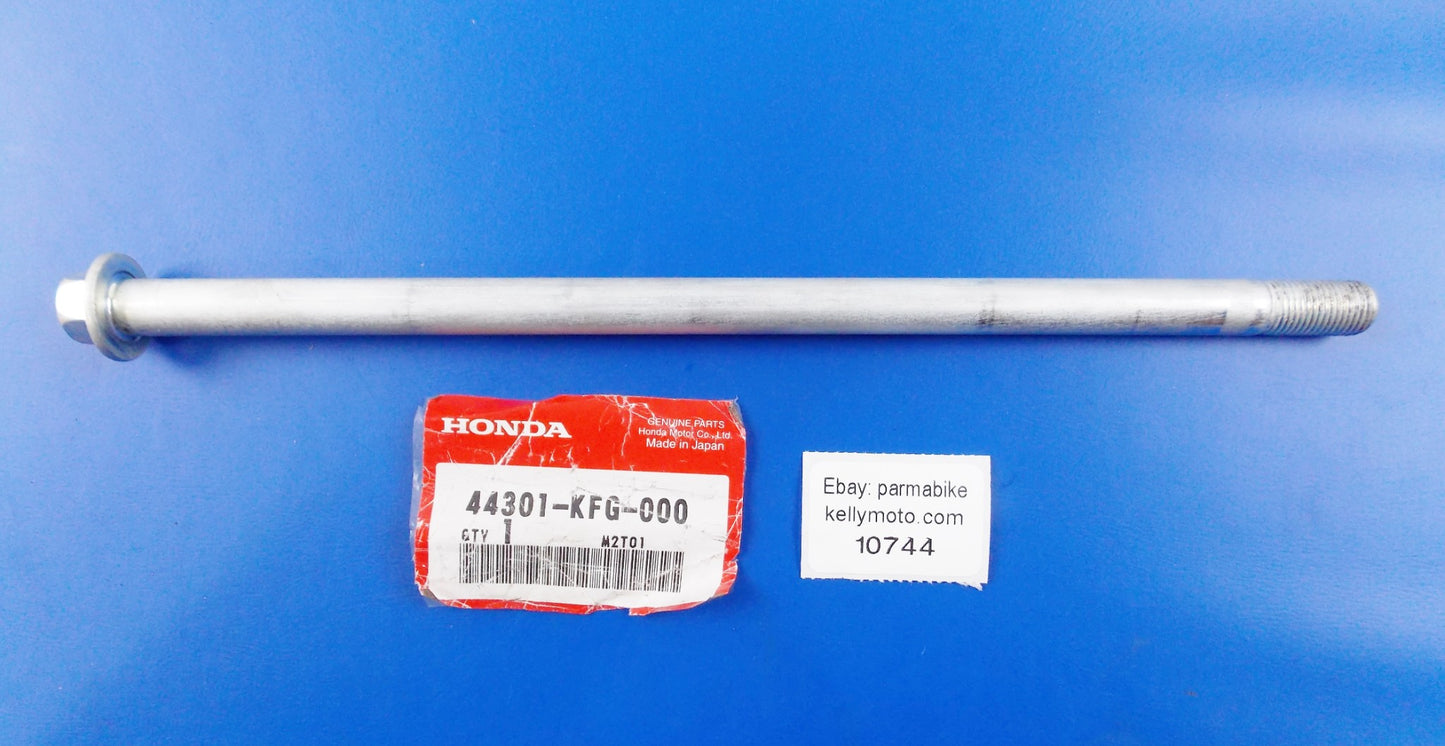 HONDA
GENUINE PARTS
Honda Motor Co., Ltd.
Made in Japan
44301-KFG-000
QTY 1 M2T01
Ebay: parmabike
kellymoto.com
10744